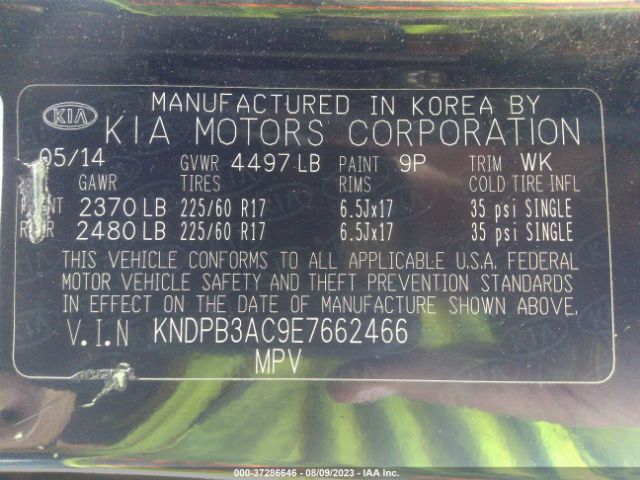 KIA
MANUFACTURED IN KOREA BY
KIA MOTORS CORPORATION
05/14 GVWR 4497 LB PAINT 9P TRIM WK
GAWR TIRES RIMS COLD TIRE INFL
2370 LB 225/60 R17 6.5Jx17 35 psi SINGLE
2480 LB 225/60 R17 6.5Jx17 35 psi SINGLE
THIS VEHICLE CONFORMS TO ALL APPLICABLE U.S.A. FEDERAL
MOTOR VEHICLE SAFETY AND THEFT PREVENTION STANDARDS
IN EFFECT ON THE DATE OF MANUFACTURE SHOWN ABOVE.
V.I.N KNDPB3AC9E7662466
MPV
000-37286646 - 08/09/2023 - IAA Inc.